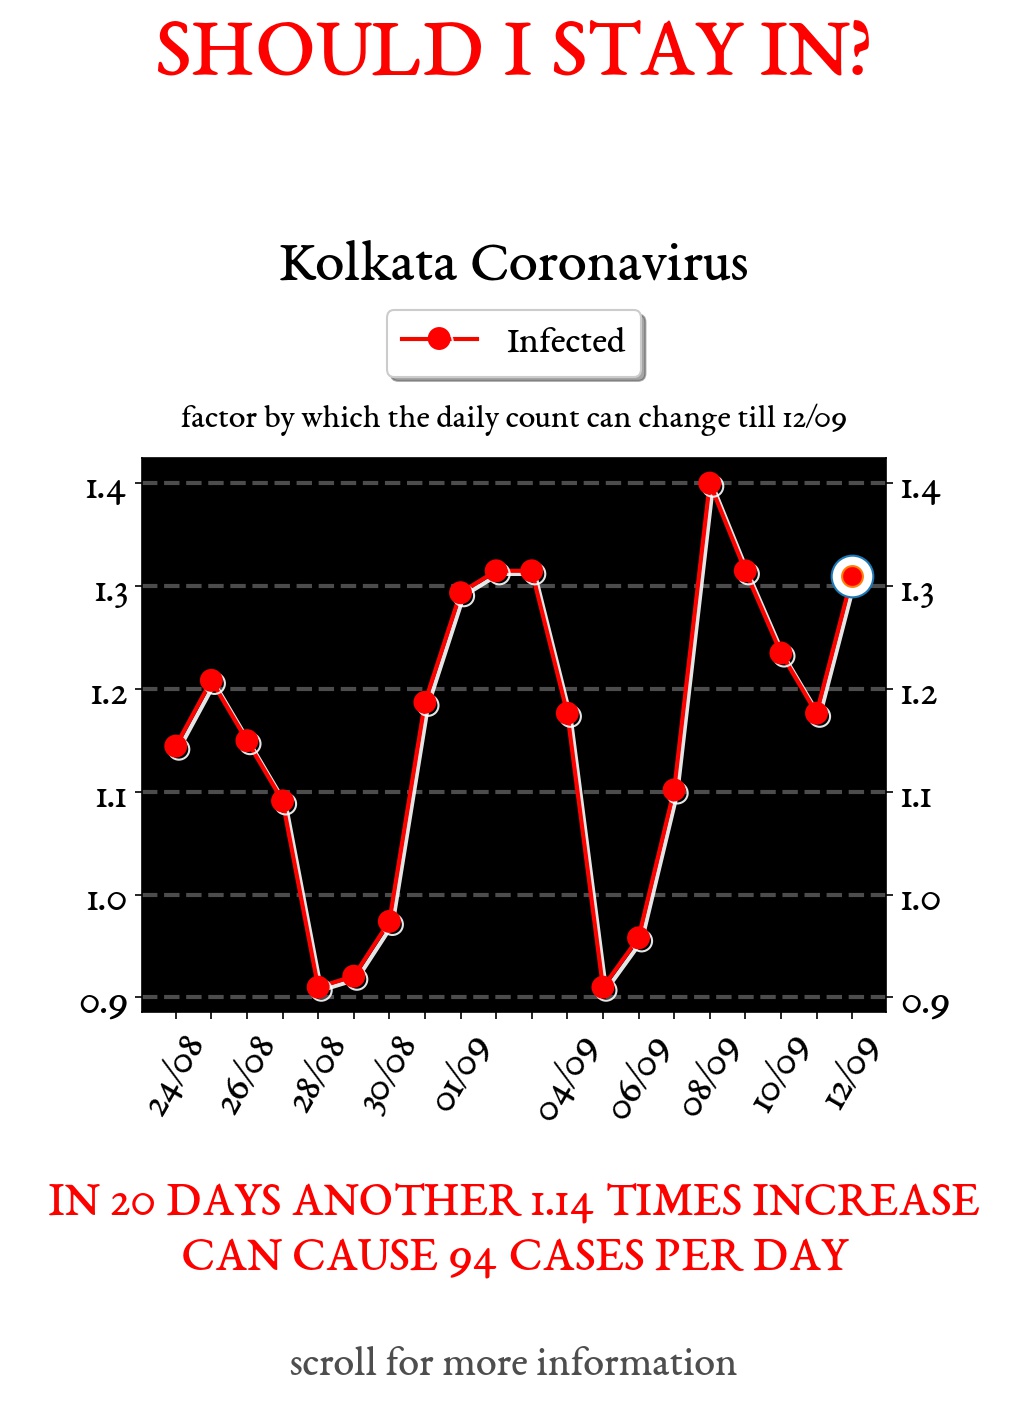 SHOULD I STAY IN?
Kolkata Coronavirus
Infected
factor by which the daily count can change till 12/09
1.4 1.4
1.3 1.3
1.2 1.2
1.1 1.1
1.0 1.0
0.9 0.9
24/08 26/08 28/08 30/08 01/09 04/09 06/09 08/09 10/09 12/09
IN 20 DAYS ANOTHER 1.14 TIMES INCREASE
CAN CAUSE 94 CASES PER DAY
scroll for more information